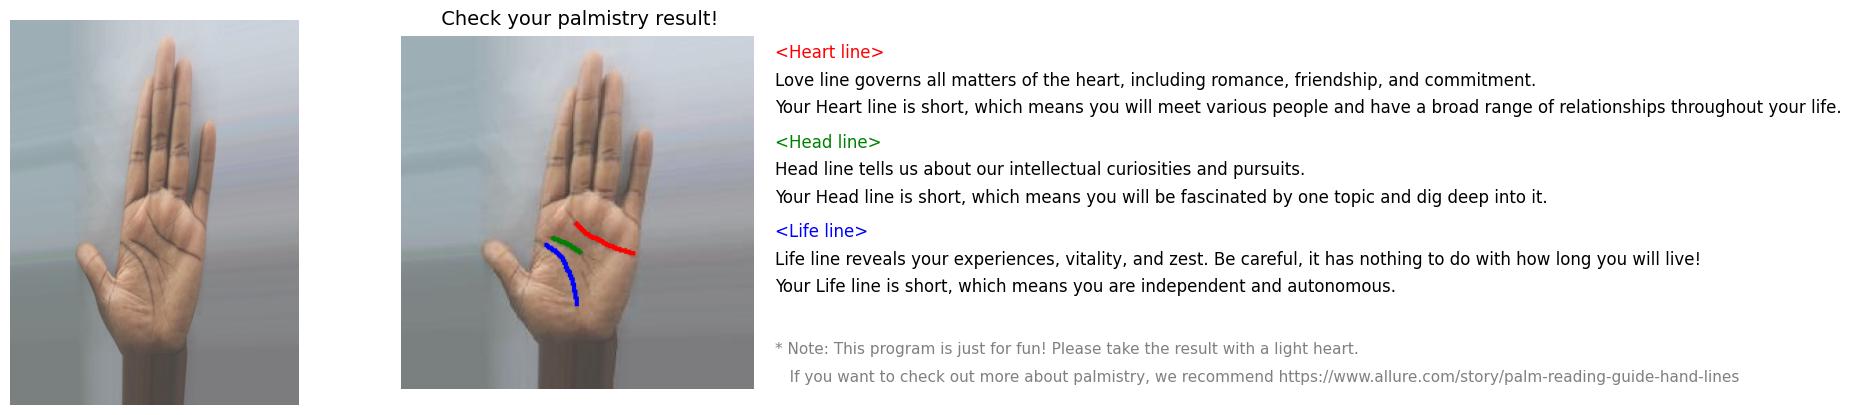 Check your palmistry result!
<Heart line>
Love line governs all matters of the heart, including romance, friendship, and commitment.
Your Heart line is short, which means you will meet various people and have a broad range of relationships throughout your life.
<Head line>
Head line tells us about our intellectual curiosities and pursuits.
Your Head line is short, which means you will be fascinated by one topic and dig deep into it.
<Life line>
Life line reveals your experiences, vitality, and zest. Be careful, it has nothing to do with how long you will live!
Your Life line is short, which means you are independent and autonomous.
* Note: This program is just for fun! Please take the result with a light heart.
If you want to check out more about palmistry, we recommend https://www.allure.com/story/palm-reading-guide-hand-lines